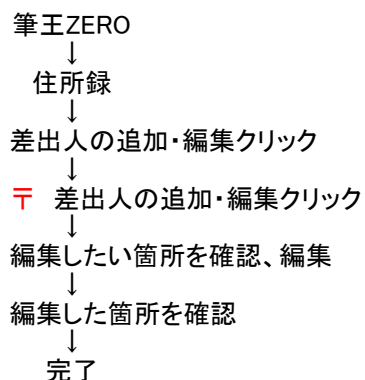 筆王ZERO
↓
住所録
↓
差出人の追加・編集クリック
↓
〒 差出人の追加・編集クリック
↓
編集したい箇所を確認、編集
↓
編集した箇所を確認
↓
完了